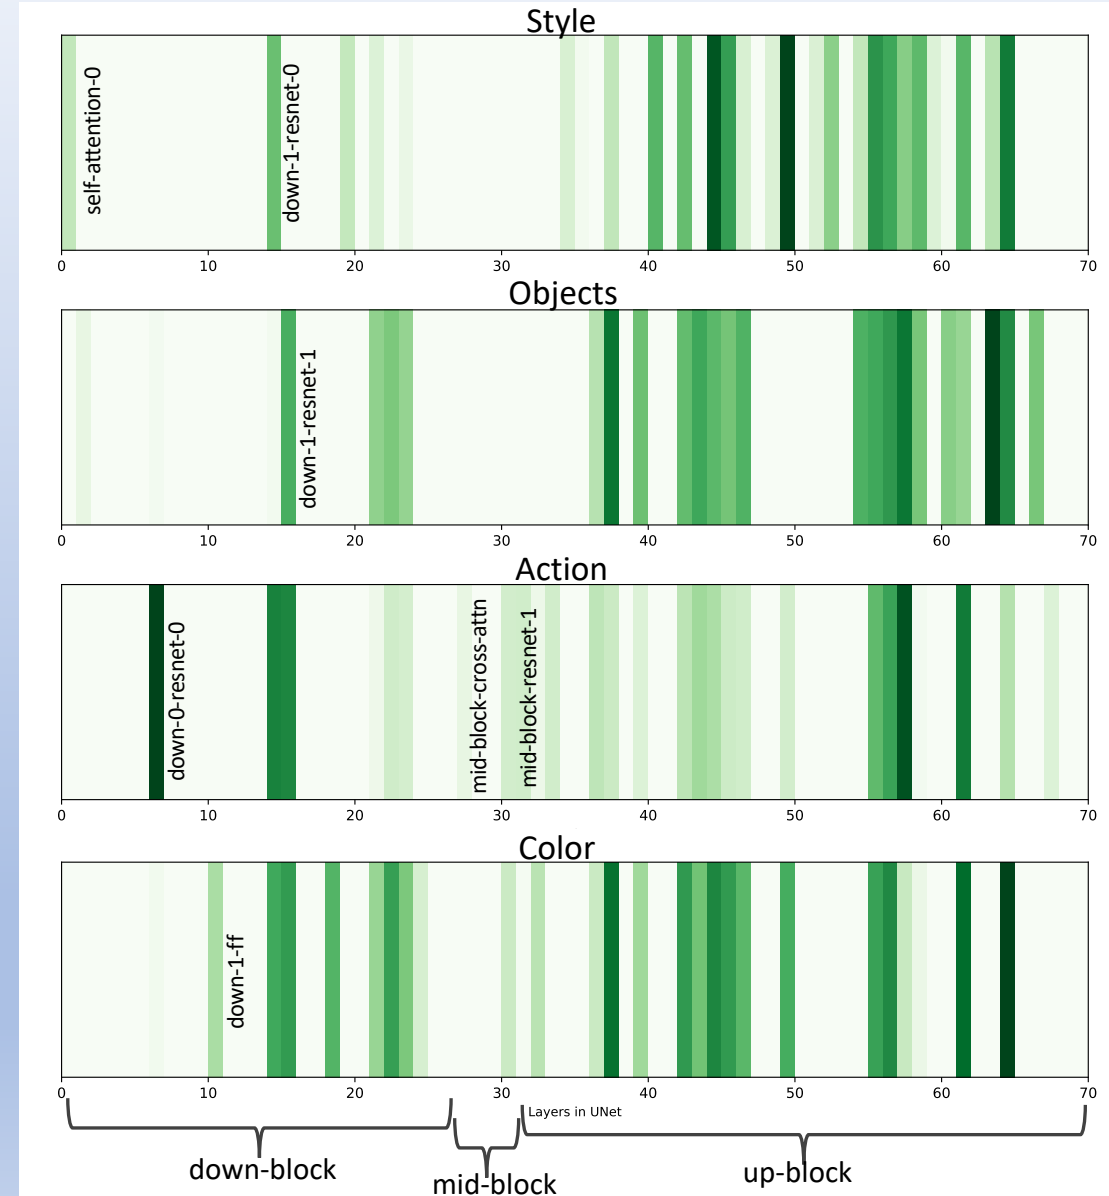 Style
self-attention-0
down-1-resnet-0
0 10 20 30 40 50 60 70
Objects
down-1-resnet-1
0 10 20 30 40 50 60 70
Action
down-0-resnet-0
mid-block-cross-attn
mid-block-resnet-1
0 10 20 30 40 50 60 70
Color
down-1-ff
0 10 20 30 40 50 60 70
Layers in UNet
down-block
mid-block
up-block